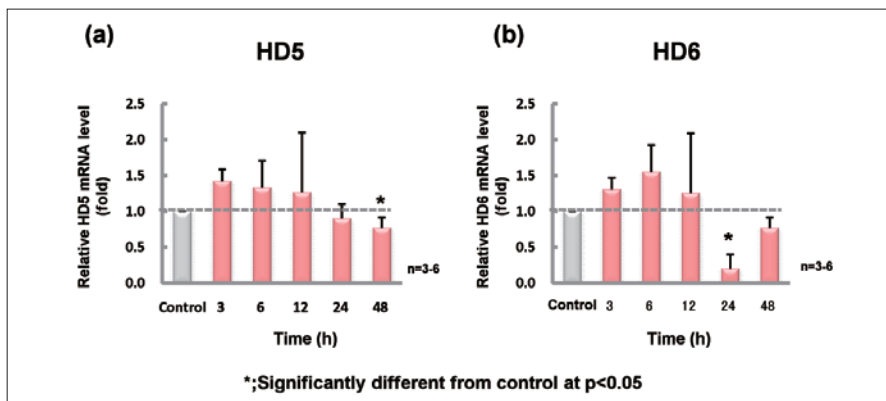 (a)
HD5
Relative HD5 mRNA level
(fold)
2.5
2.0
1.5
1.0
0.5
0.0
*
n=3-6
Control 3 6 12 24 48
Time (h)
(b)
HD6
Relative HD6 mRNA level
(fold)
2.5
2.0
1.5
1.0
0.5
0.0
*
n=3-6
Control 3 6 12 24 48
Time (h)
*;Significantly different from control at p<0.05